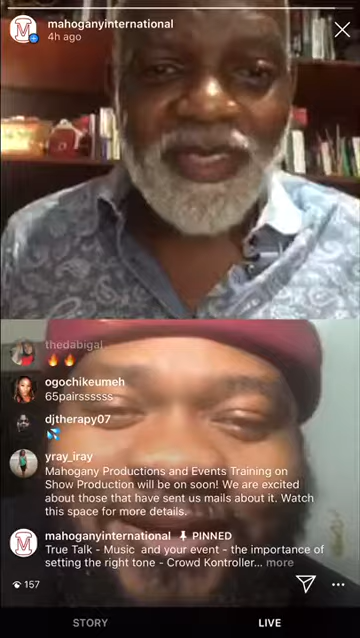 mahoganyinternational
4h ago
thedabigal
🔥🔥
ogochikeumeh
65pairssssss
djtherapy07
💦
yray_iray
Mahogany Productions and Events Training on
Show Production will be on soon! We are excited
about those that have sent us mails about it. Watch
this space for more details.
mahoganyinternational 📌 PINNED
True Talk - Music and your event - the importance of
setting the right tone - Crowd Kontroller... more
157
STORY
LIVE